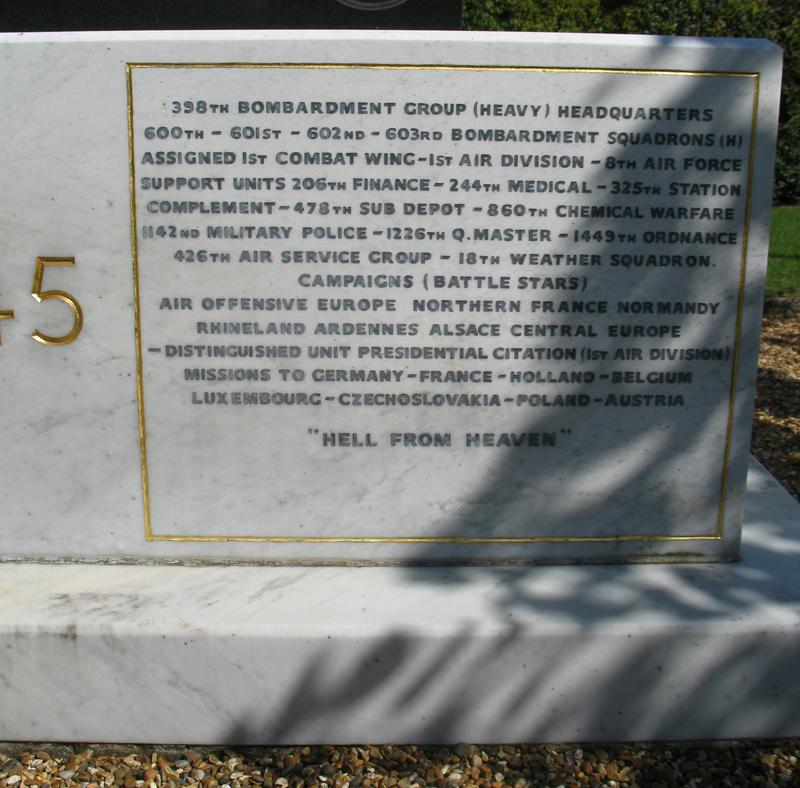 398TH BOMBARDMENT GROUP (HEAVY) HEADQUARTERS
600TH - 601ST - 602ND - 603RD BOMBARDMENT SQUADRONS (H)
ASSIGNED 1ST COMBAT WING-1ST AIR DIVISION - 8TH AIR FORCE
SUPPORT UNITS 206TH FINANCE - 244TH MEDICAL - 325TH STATION
COMPLEMENT - 478TH SUB DEPOT - 860TH CHEMICAL WARFARE
1142ND MILITARY POLICE - 1226TH Q.MASTER - 1449TH ORDNANCE
426TH AIR SERVICE GROUP - 18TH WEATHER SQUADRON.
CAMPAIGNS (BATTLE STARS)
AIR OFFENSIVE EUROPE NORTHERN FRANCE NORMANDY
RHINELAND ARDENNES ALSACE CENTRAL EUROPE
- DISTINGUISHED UNIT PRESIDENTIAL CITATION (1ST AIR DIVISION)
MISSIONS TO GERMANY - FRANCE - HOLLAND - BELGIUM
LUXEMBOURG - CZECHOSLOVAKIA - POLAND - AUSTRIA
"HELL FROM HEAVEN"
5